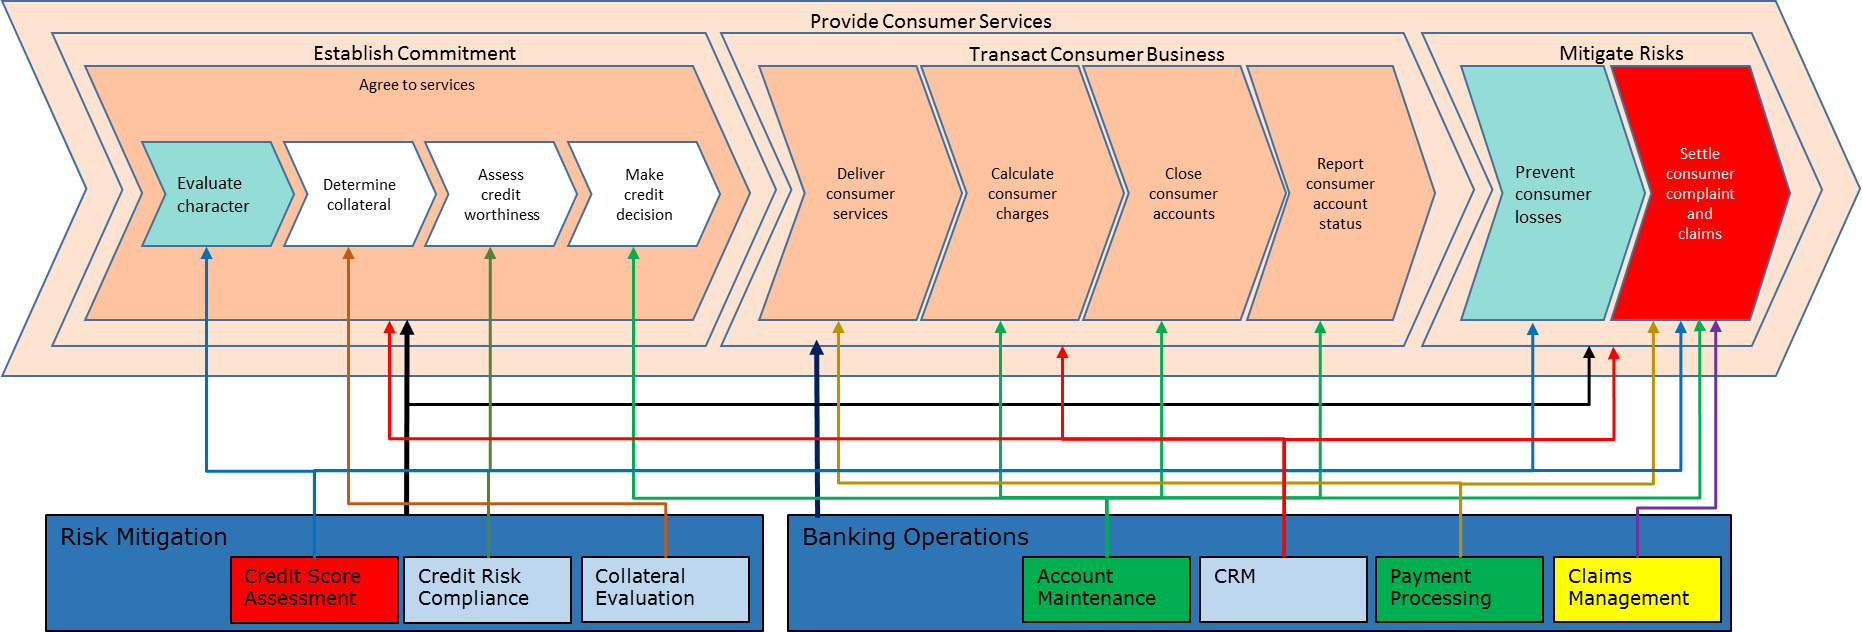 Provide Consumer Services
Establish Commitment
Transact Consumer Business
Mitigate Risks
Agree to services
Evaluate
character
Determine
collateral
Assess
credit
worthiness
Make
credit
decision
Deliver
consumer
services
Calculate
consumer
charges
Close
consumer
accounts
Report
consumer
account
status
Prevent
consumer
losses
Settle
consumer
complaint
and
claims
Risk Mitigation
Credit Score
Assessment
Credit Risk
Compliance
Collateral
Evaluation
Banking Operations
Account
Maintenance
CRM
Payment
Processing
Claims
Management